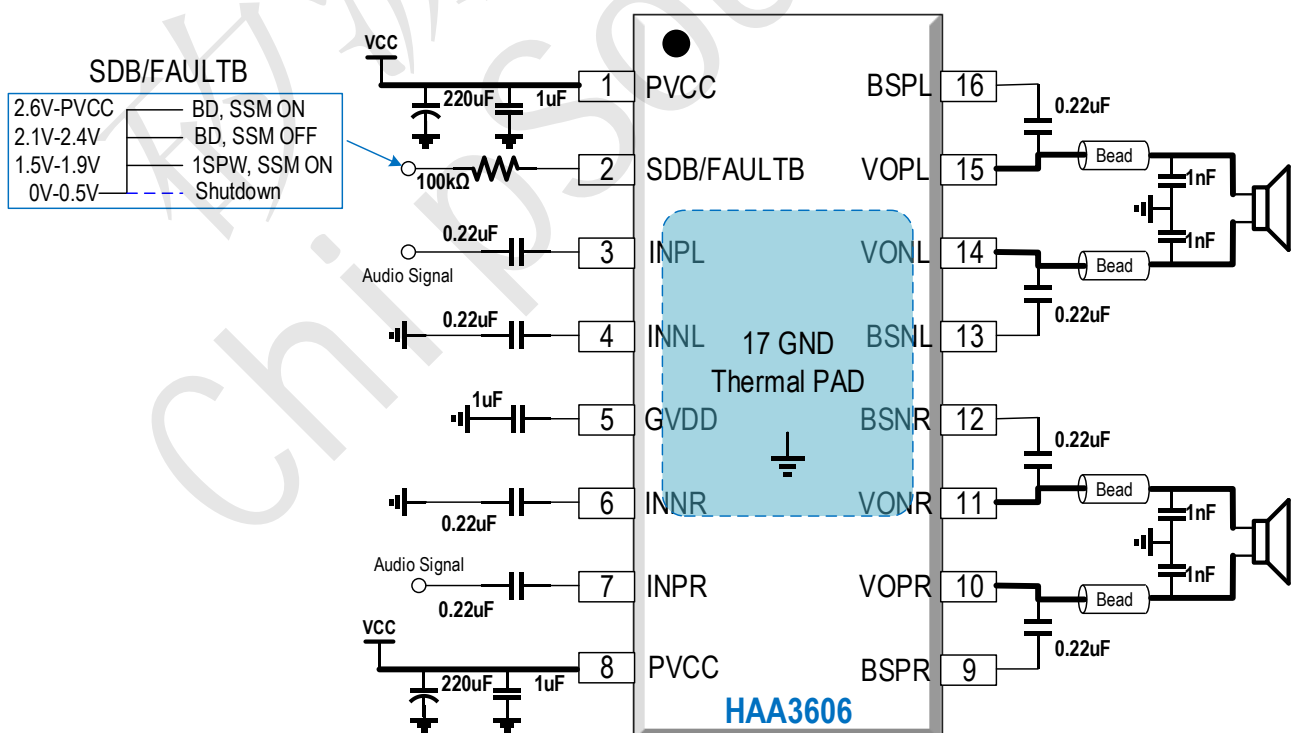 SDB/FAULTB
2.6V-PVCC BD, SSM ON
2.1V-2.4V BD, SSM OFF
1.5V-1.9V 1SPW, SSM ON
0V-0.5V Shutdown
VCC
220uF 1uF
1 PVCC
100kΩ
2 SDB/FAULTB
0.22uF
Audio Signal
3 INPL
0.22uF
4 INNL
1uF
5 GVDD
0.22uF
6 INNR
Audio Signal
0.22uF
7 INPR
VCC
220uF 1uF
8 PVCC
17 GND
Thermal PAD
HAA3606
BSPL 16
0.22uF
VOPL 15
Bead
1nF
1nF
VONL 14
Bead
0.22uF
BSNL 13
BSNR 12
0.22uF
VONR 11
Bead
1nF
1nF
VOPR 10
Bead
0.22uF
BSPR 9